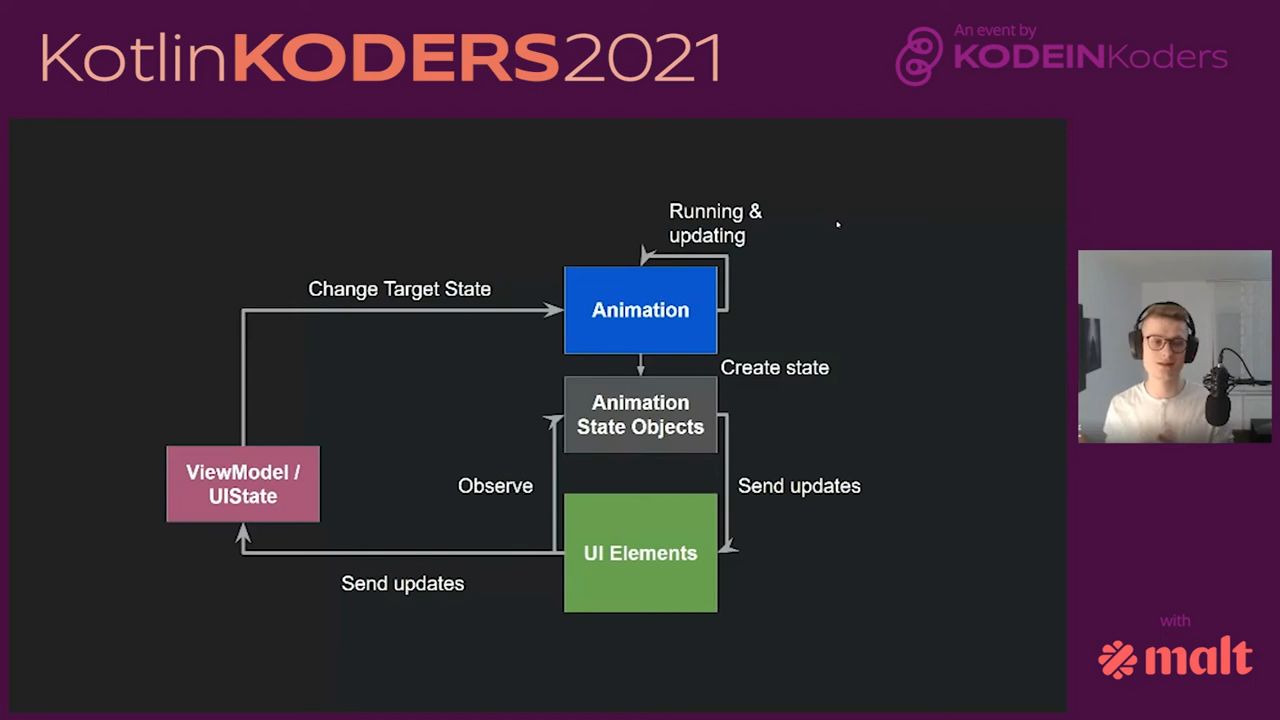 KotlinKODERS2021
An event by
KODEINKoders
Running &
updating
Change Target State
Animation
Create state
Animation
State Objects
ViewModel /
UIState
Observe
Send updates
UI Elements
Send updates
with
malt